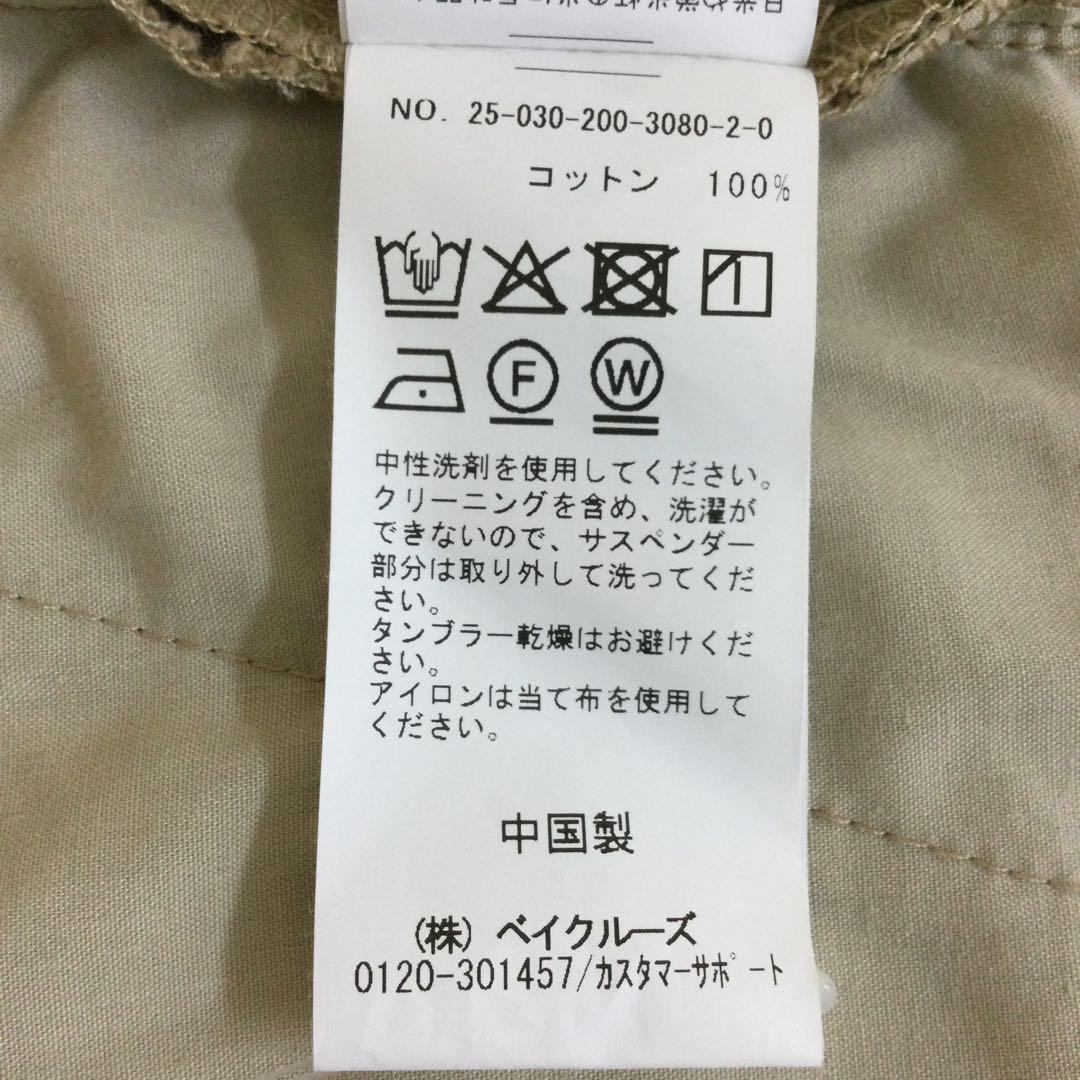 NO. 25-030-200-3080-2-0
コットン 100%
F W
中性洗剤を使用してください。
クリーニングを含め、洗濯が
できないので、サスペンダー
部分は取り外して洗ってくだ
さい。
タンブラー乾燥はお避けくだ
さい。
アイロンは当て布を使用して
ください。
中国製
(株) ベイクルーズ
0120-301457/カスタマーサポート